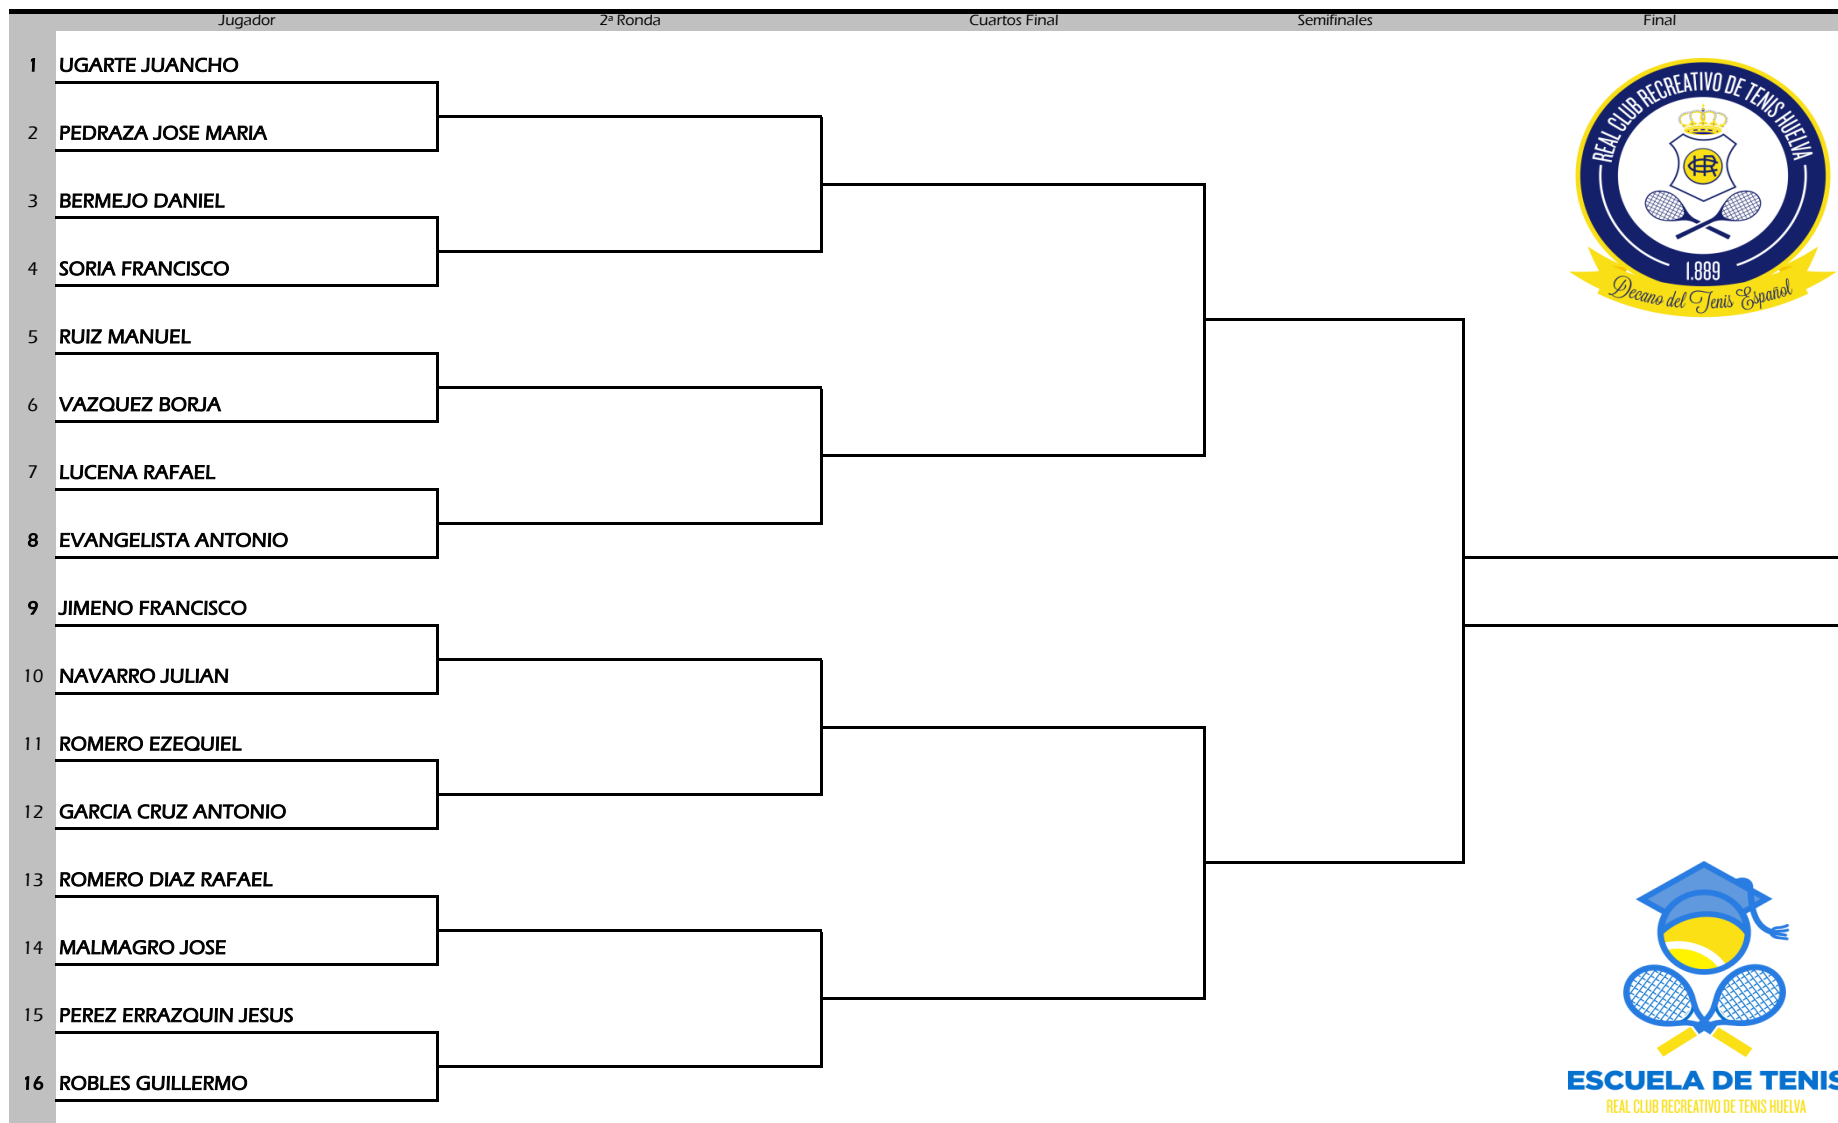 Jugador 2ª Ronda Cuartos Final Semifinales Final
1 UGARTE JUANCHO
2 PEDRAZA JOSE MARIA
3 BERMEJO DANIEL
4 SORIA FRANCISCO
5 RUIZ MANUEL
6 VAZQUEZ BORJA
7 LUCENA RAFAEL
8 EVANGELISTA ANTONIO
9 JIMENO FRANCISCO
10 NAVARRO JULIAN
11 ROMERO EZEQUIEL
12 GARCIA CRUZ ANTONIO
13 ROMERO DIAZ RAFAEL
14 MALMAGRO JOSE
15 PEREZ ERRAZQUIN JESUS
16 ROBLES GUILLERMO
REAL CLUB RECREATIVO DE TENIS HUELVA
1.889
Decano del Tenis Español
ESCUELA DE TENIS
REAL CLUB RECREATIVO DE TENIS HUELVA